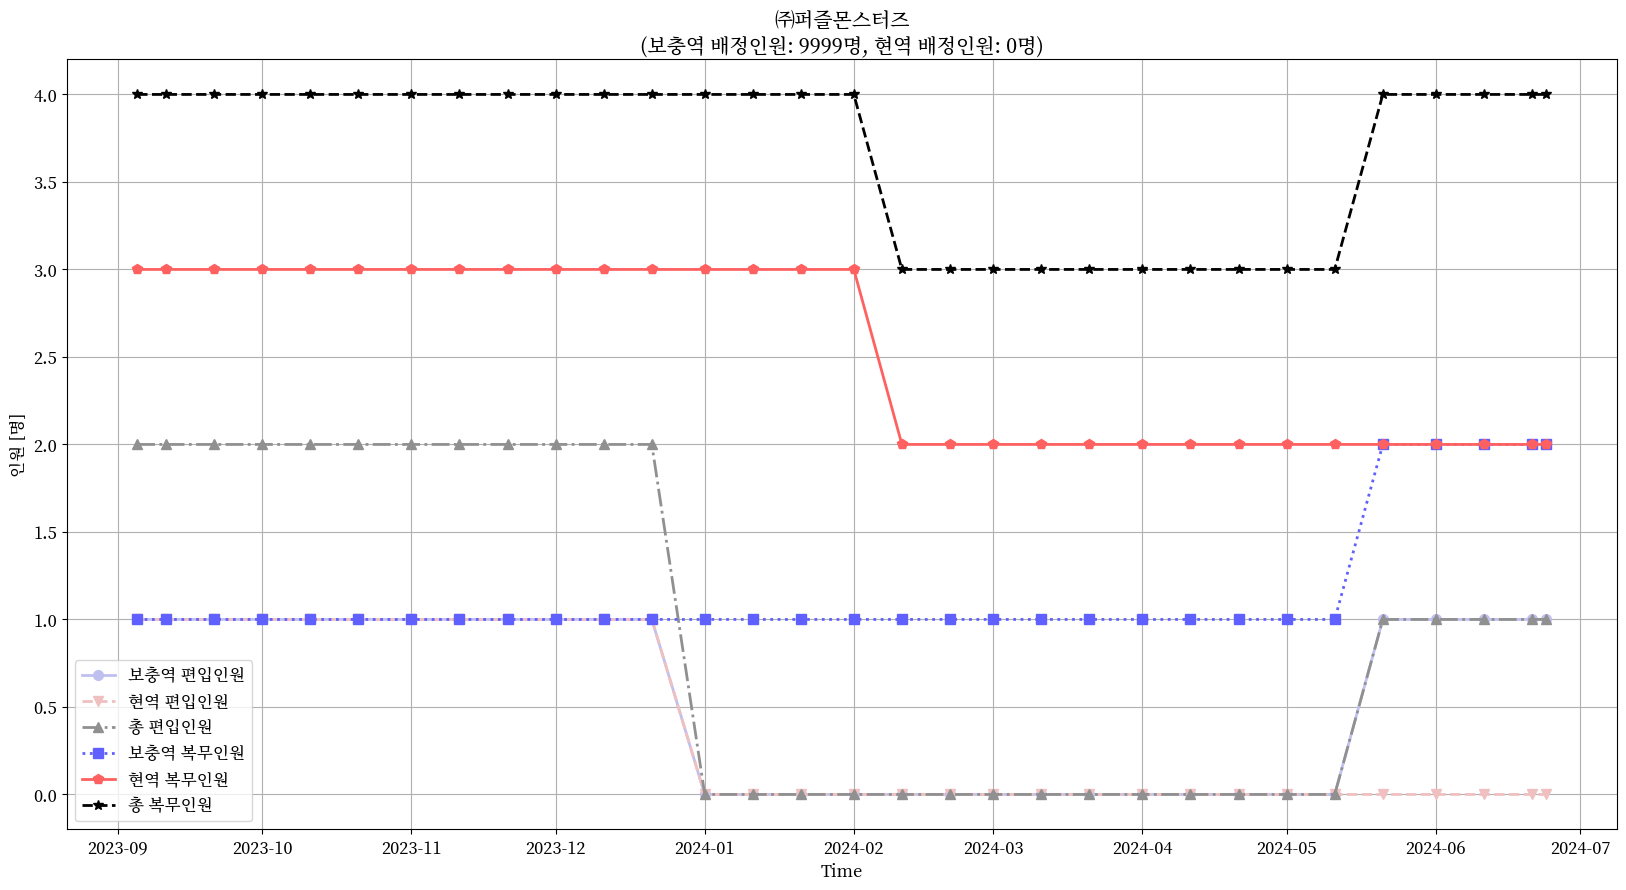 ㈜퍼즐몬스터즈
(보충역 배정인원: 9999명, 현역 배정인원: 0명)
인원 [명]
4.0
3.5
3.0
2.5
2.0
1.5
1.0
0.5
0.0
보충역 편입인원
현역 편입인원
총 편입인원
보충역 복무인원
현역 복무인원
총 복무인원
2023-09
2023-10
2023-11
2023-12
2024-01
2024-02
2024-03
2024-04
2024-05
2024-06
2024-07
Time